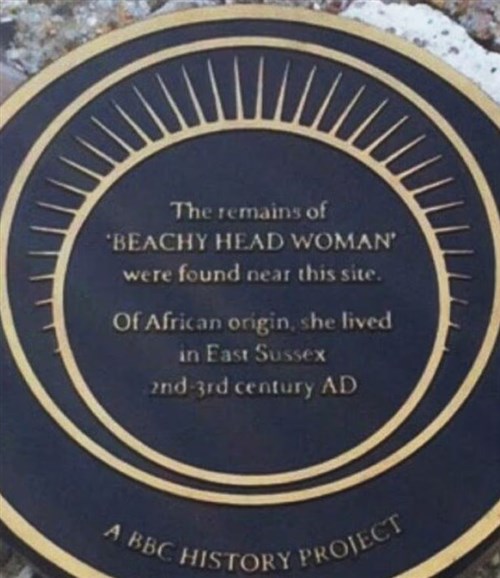 The remains of
'BEACHY HEAD WOMAN'
were found near this site.
Of African origin, she lived
in East Sussex
2nd-3rd century AD
A BBC HISTORY PROJECT